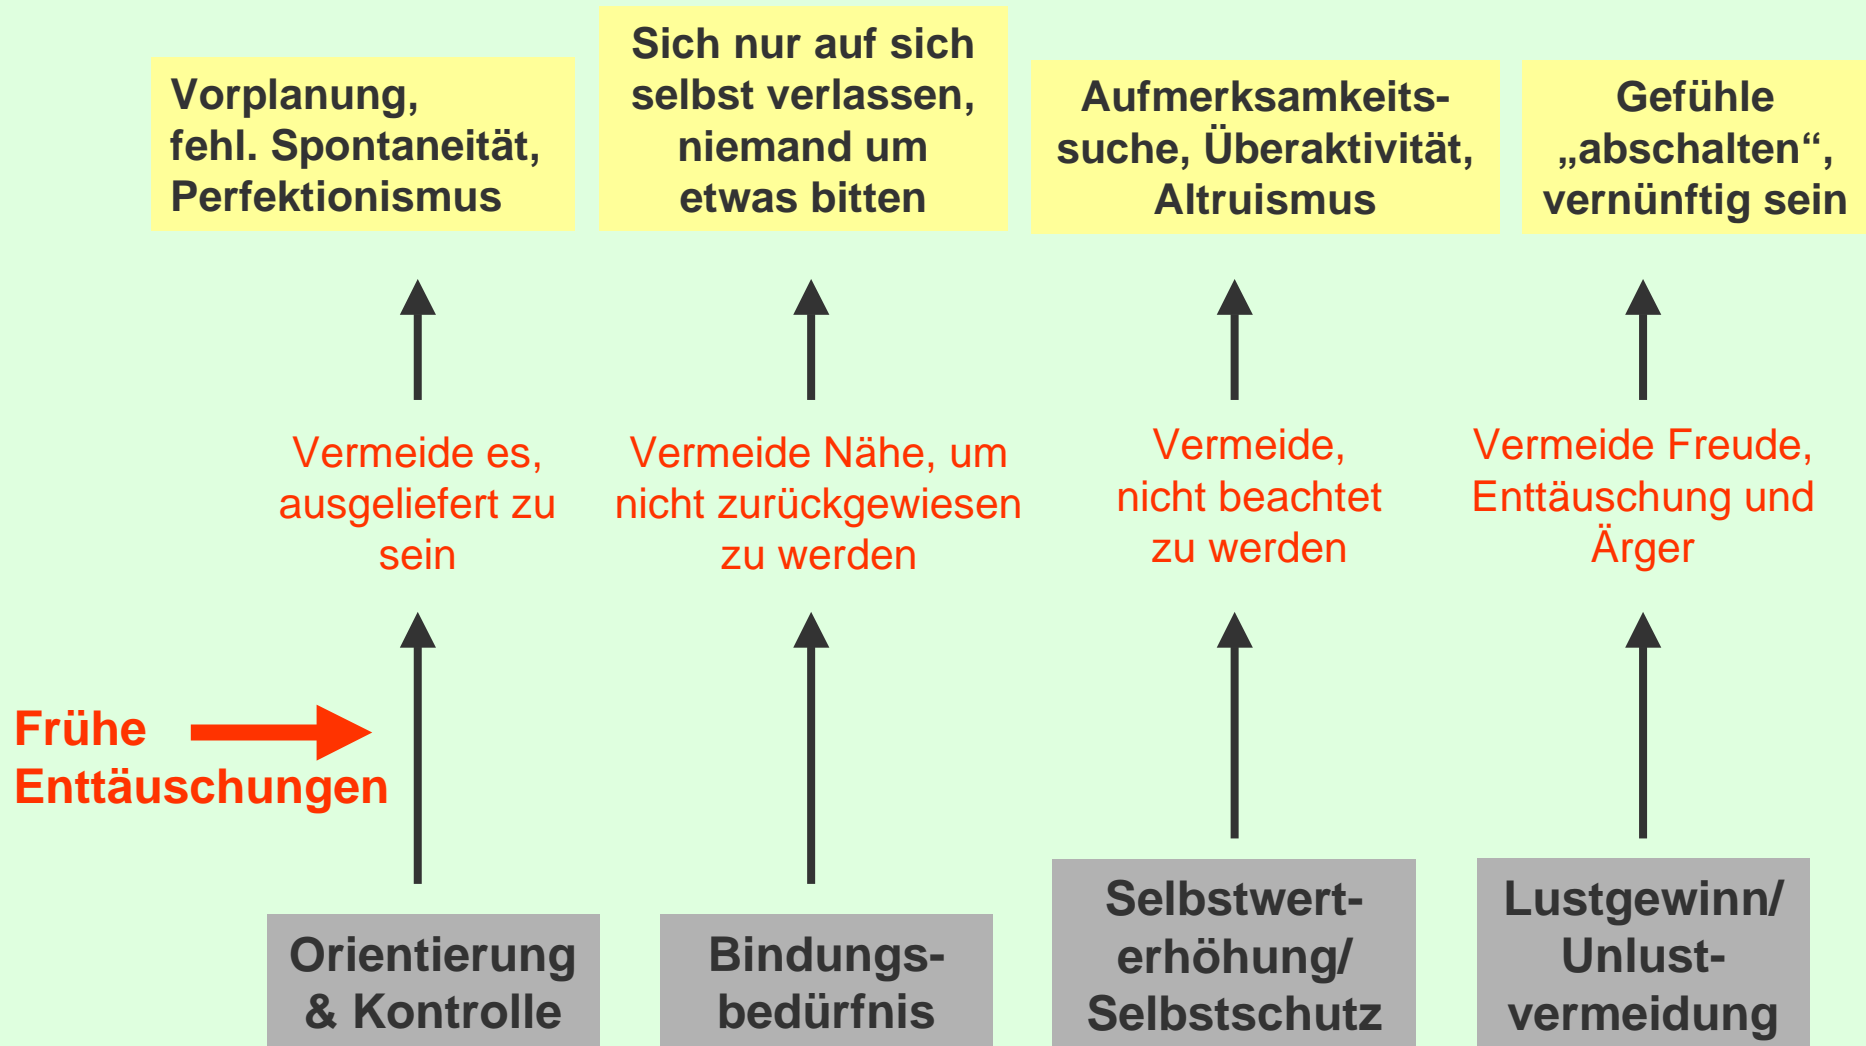 Vorplanung,
fehl. Spontaneität,
Perfektionismus
Sich nur auf sich
selbst verlassen,
niemand um
etwas bitten
Aufmerksamkeits-
suche, Überaktivität,
Altruismus
Gefühle
„abschalten“,
vernünftig sein
Vermeide es,
ausgeliefert zu
sein
Vermeide Nähe, um
nicht zurückgewiesen
zu werden
Vermeide,
nicht beachtet
zu werden
Vermeide Freude,
Enttäuschung und
Ärger
Frühe
Enttäuschungen
Orientierung
& Kontrolle
Bindungs-
bedürfnis
Selbstwert-
erhöhung/
Selbstschutz
Lustgewinn/
Unlust-
vermeidung